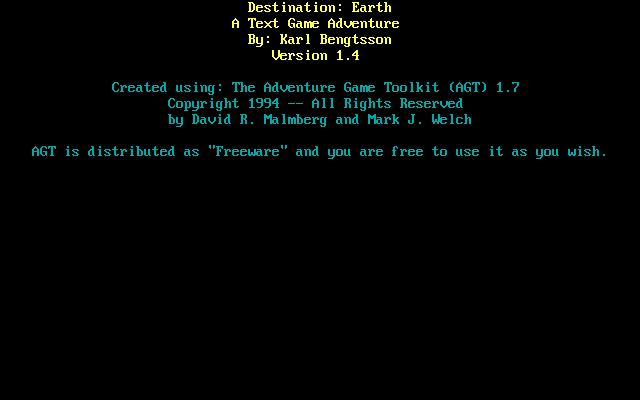 Destination: Earth
A Text Game Adventure
By: Karl Bengtsson
Version 1.4
Created using: The Adventure Game Toolkit (AGT) 1.7
Copyright 1994 -- All Rights Reserved
by David R. Malmberg and Mark J. Welch
AGT is distributed as "Freeware" and you are free to use it as you wish.